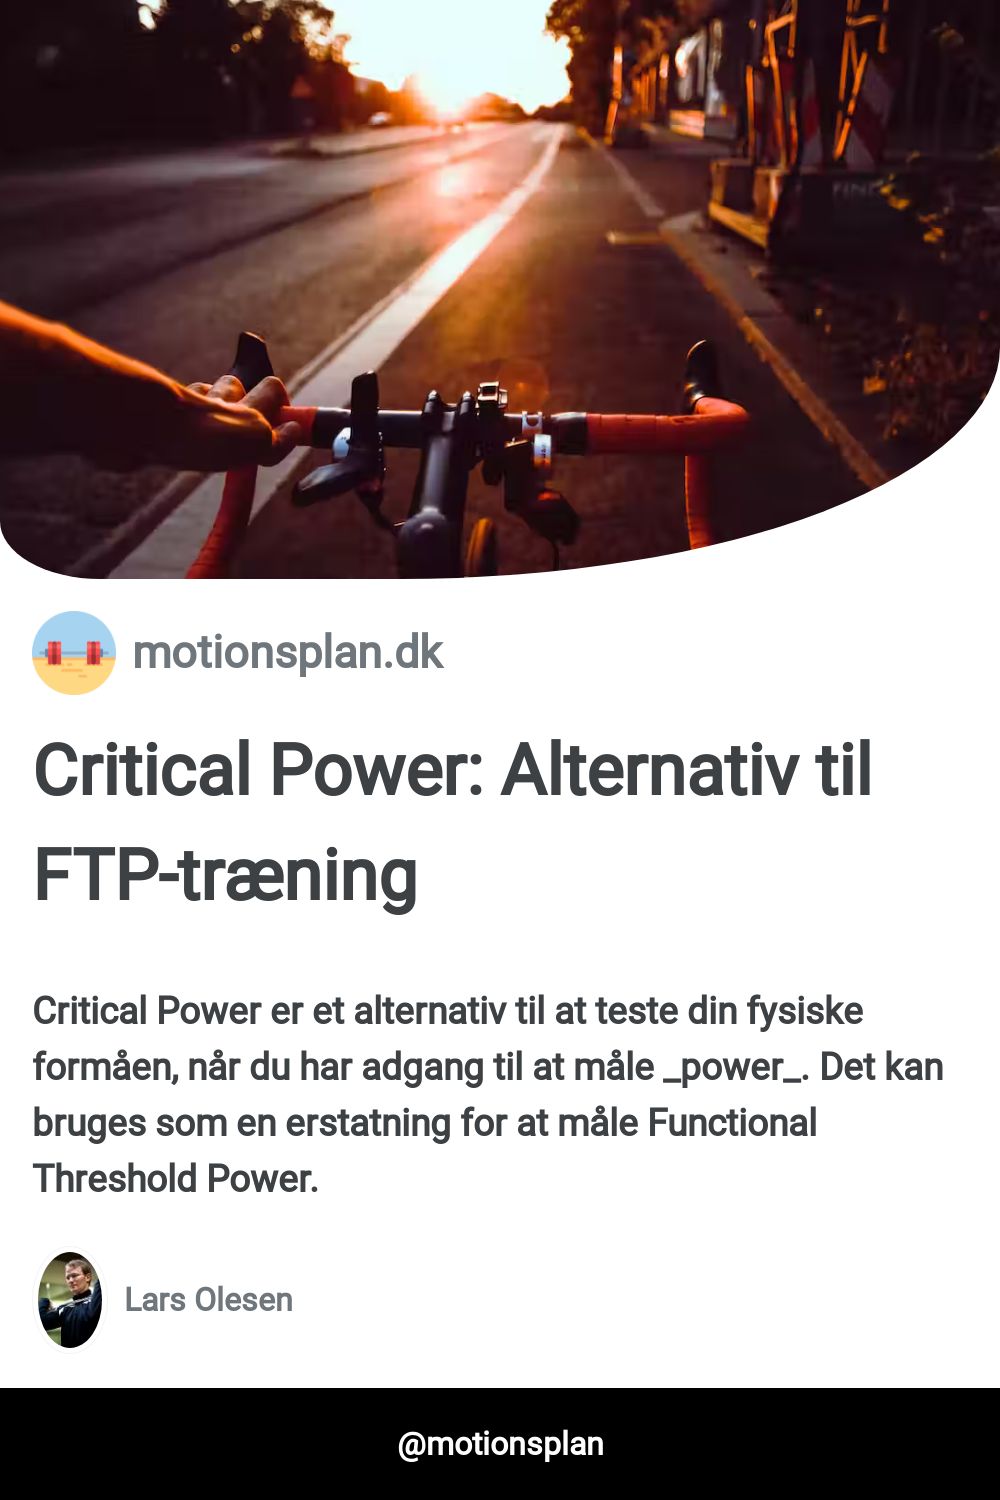 motionsplan.dk
Critical Power: Alternativ til
FTP-træning
Critical Power er et alternativ til at teste din fysiske
formåen, når du har adgang til at måle _power_. Det kan
bruges som en erstatning for at måle Functional
Threshold Power.
Lars Olesen
@motionsplan